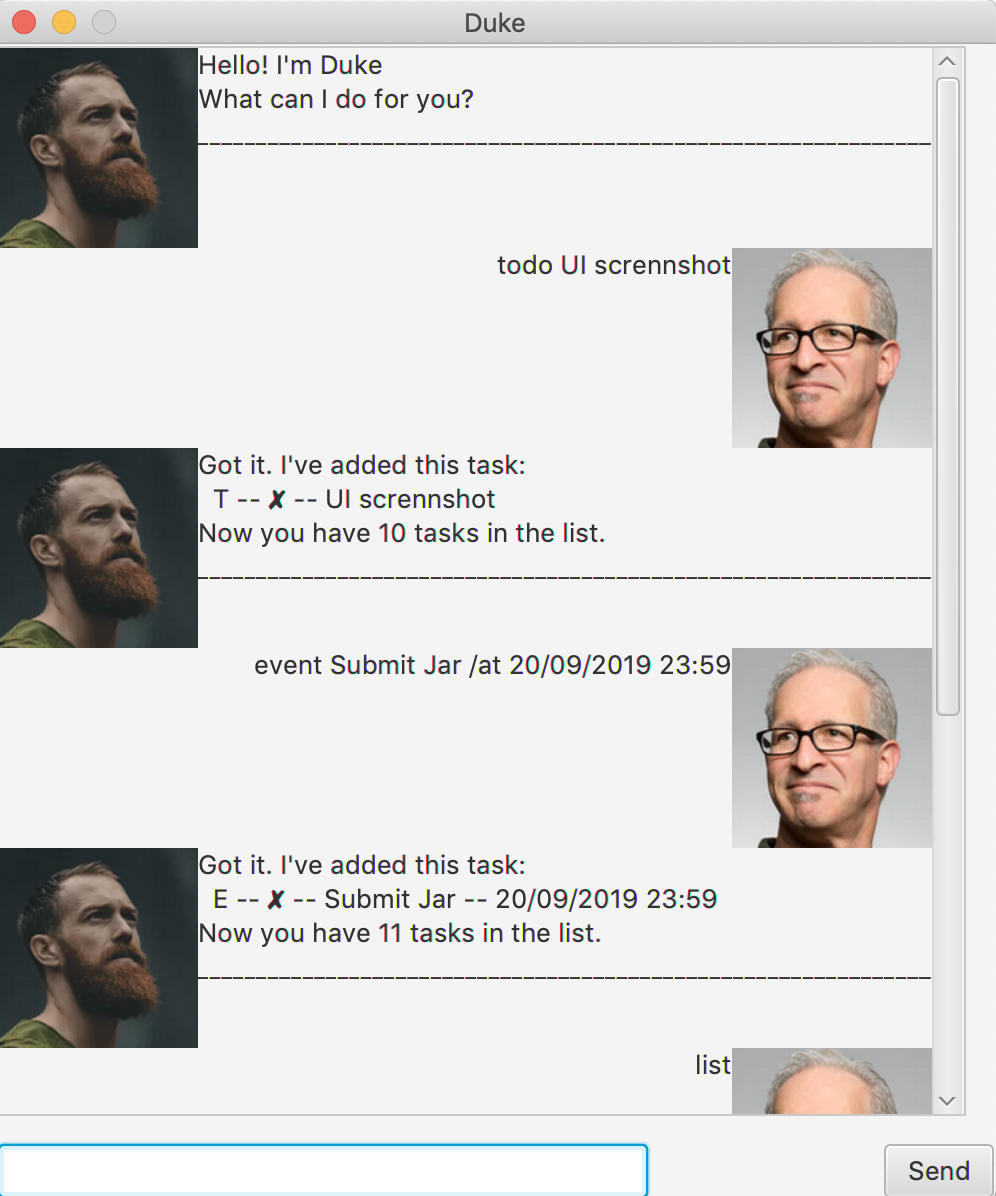 Duke
Hello! I'm Duke
What can I do for you?
____________________________________________________________
todo UI scrennshot
Got it. I've added this task:
T -- ✘ -- UI scrennshot
Now you have 10 tasks in the list.
____________________________________________________________
event Submit Jar /at 20/09/2019 23:59
Got it. I've added this task:
E -- ✘ -- Submit Jar -- 20/09/2019 23:59
Now you have 11 tasks in the list.
____________________________________________________________
list
Send